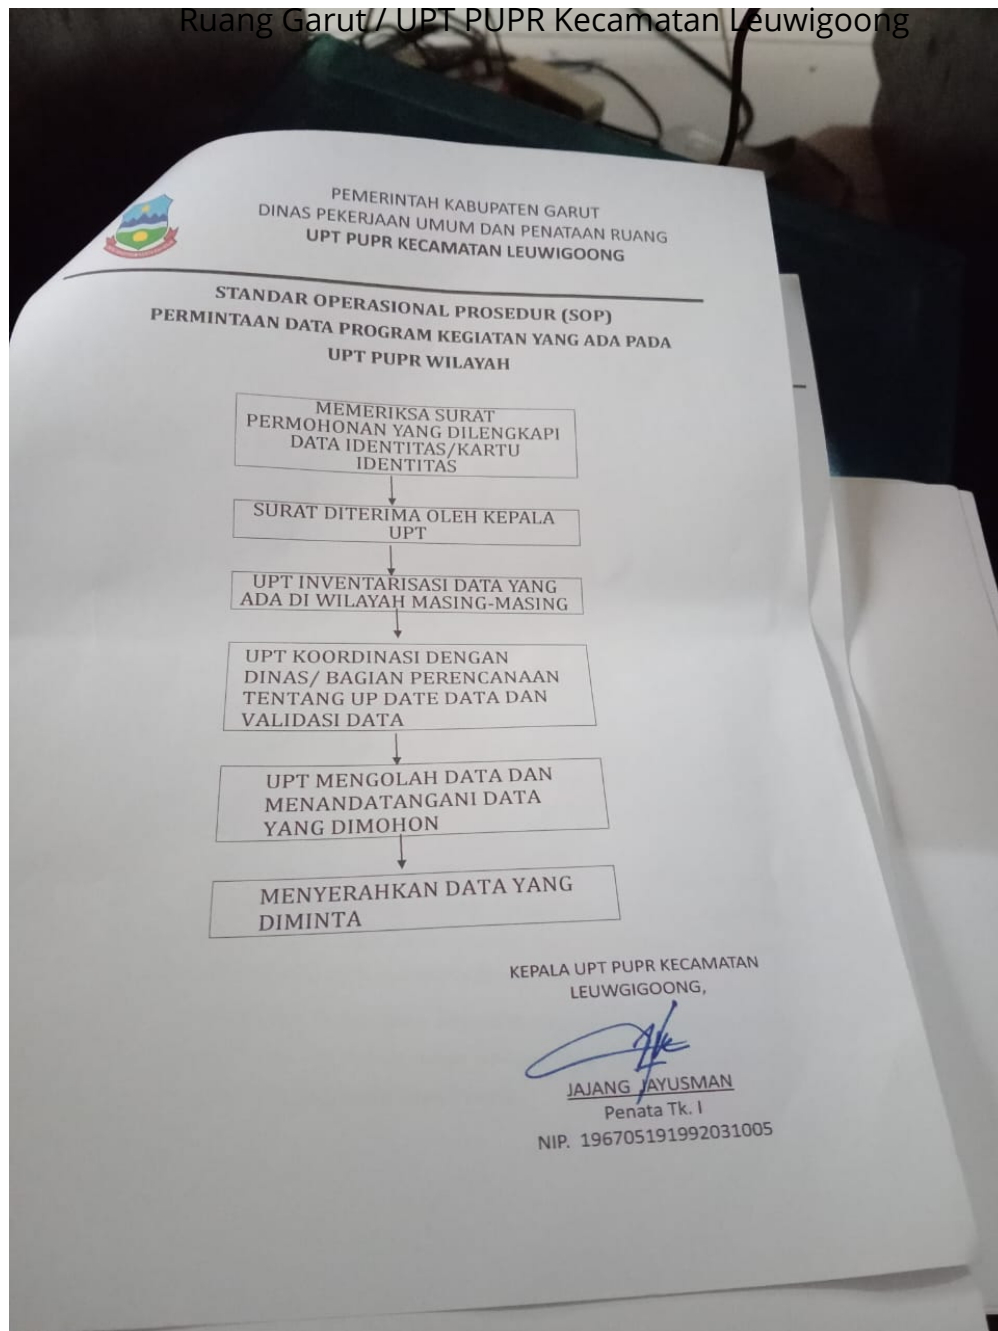 Ruang Garut / UPT PUPR Kecamatan Leuwigoong
PEMERINTAH KABUPATEN GARUT
DINAS PEKERJAAN UMUM DAN PENATAAN RUANG
UPT PUPR KECAMATAN LEUWIGOONG
STANDAR OPERASIONAL PROSEDUR (SOP)
PERMINTAAN DATA PROGRAM KEGIATAN YANG ADA PADA
UPT PUPR WILAYAH
MEMERIKSA SURAT
PERMOHONAN YANG DILENGKAPI
DATA IDENTITAS/KARTU
IDENTITAS
SURAT DITERIMA OLEH KEPALA
UPT
UPT INVENTARISASI DATA YANG
ADA DI WILAYAH MASING-MASING
UPT KOORDINASI DENGAN
DINAS/ BAGIAN PERENCANAAN
TENTANG UP DATE DATA DAN
VALIDASI DATA
UPT MENGOLAH DATA DAN
MENANDATANGANI DATA
YANG DIMOHON
MENYERAHKAN DATA YANG
DIMINTA
KEPALA UPT PUPR KECAMATAN
LEUWGIGOONG,
JAJANG JAYUSMAN
Penata Tk. I
NIP. 196705191992031005